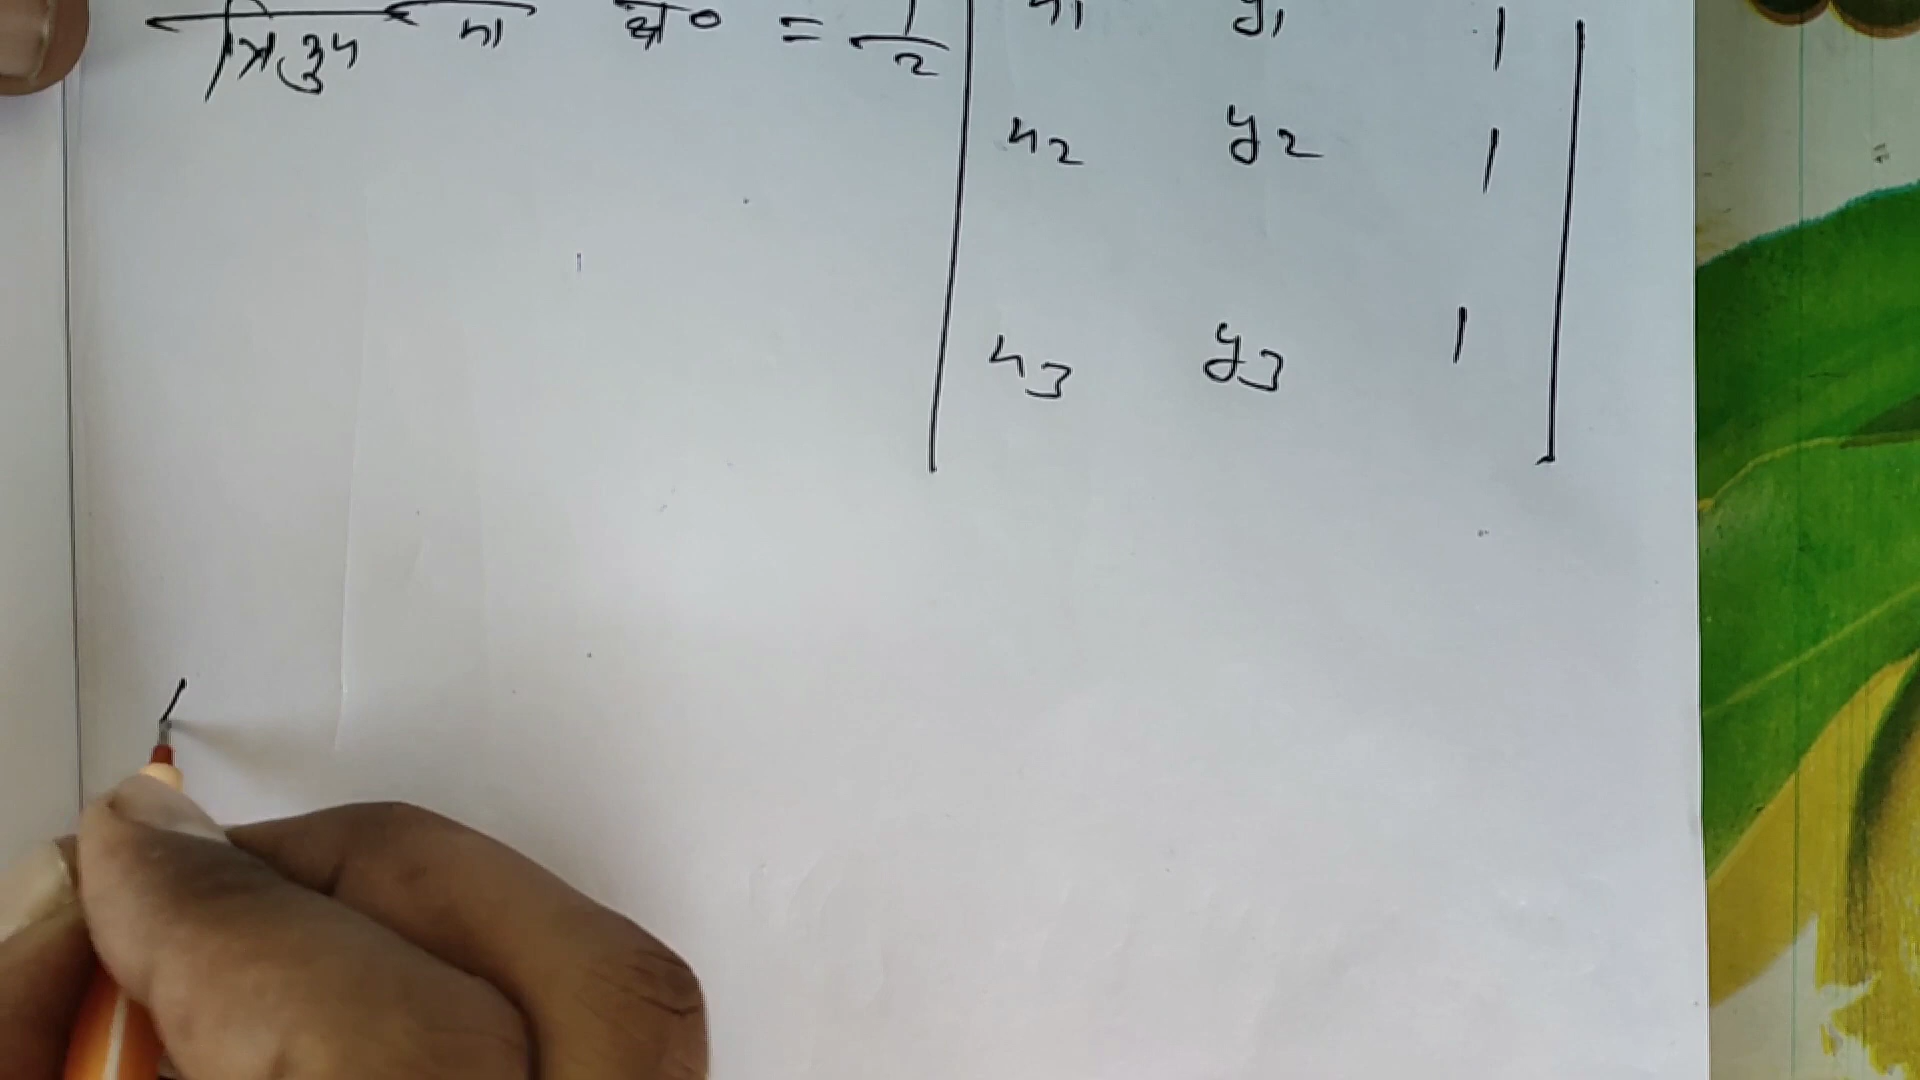 त्रिभुज का क्षे० = 1/2 | x1 y1 1
x2 y2 1
x3 y3 1 |